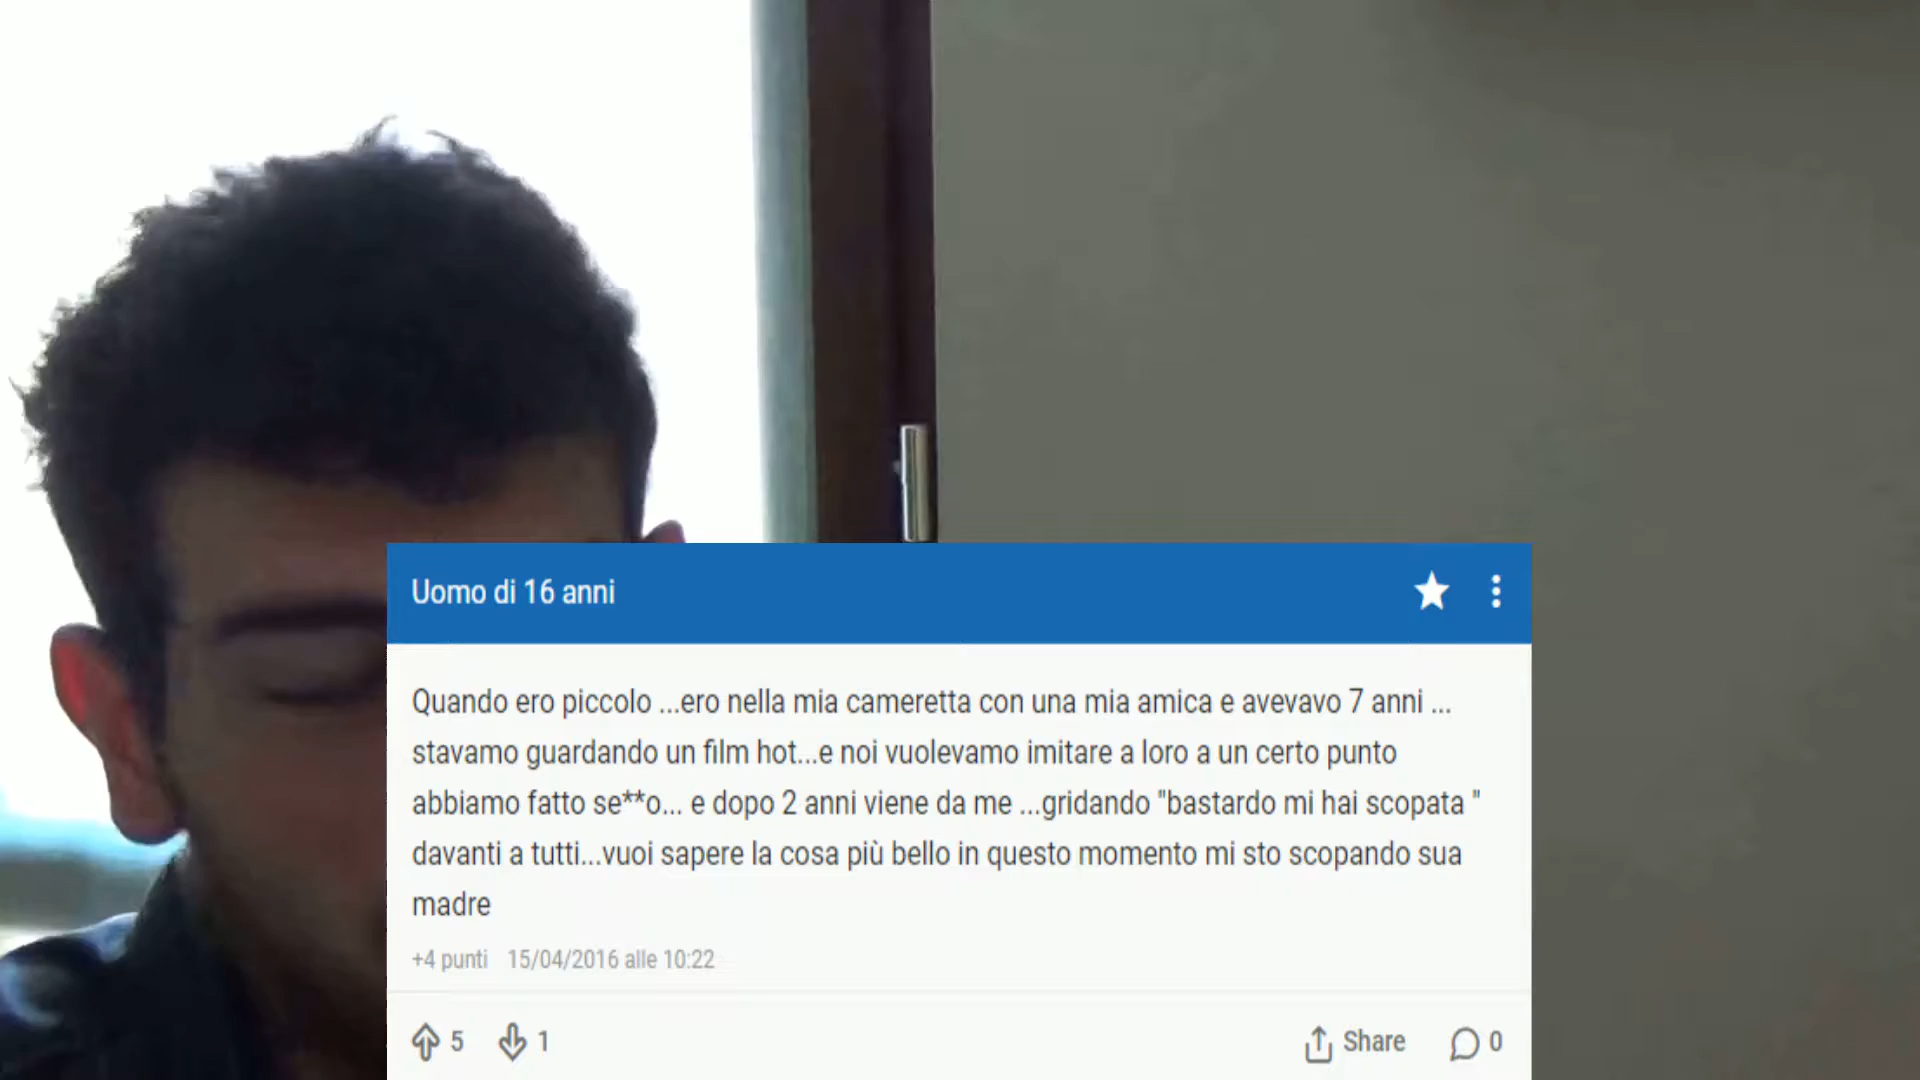 Uomo di 16 anni
Quando ero piccolo ...ero nella mia cameretta con una mia amica e avevavo 7 anni ...
stavamo guardando un film hot...e noi vuolevamo imitare a loro a un certo punto
abbiamo fatto se**o... e dopo 2 anni viene da me ...gridando "bastardo mi hai scopata "
davanti a tutti...vuoi sapere la cosa più bello in questo momento mi sto scopando sua
madre
+4 punti 15/04/2016 alle 10:22
5 1 Share 0